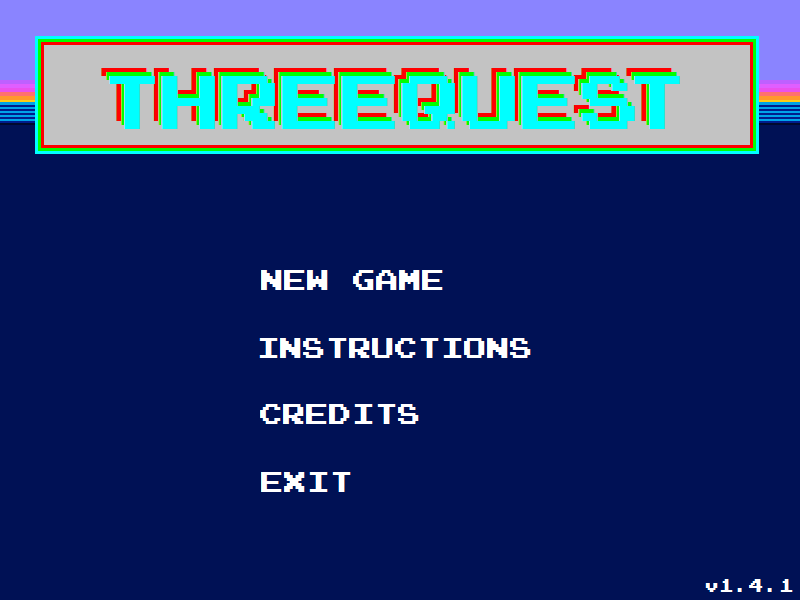 THREEQUEST
NEW GAME
INSTRUCTIONS
CREDITS
EXIT
v1.4.1